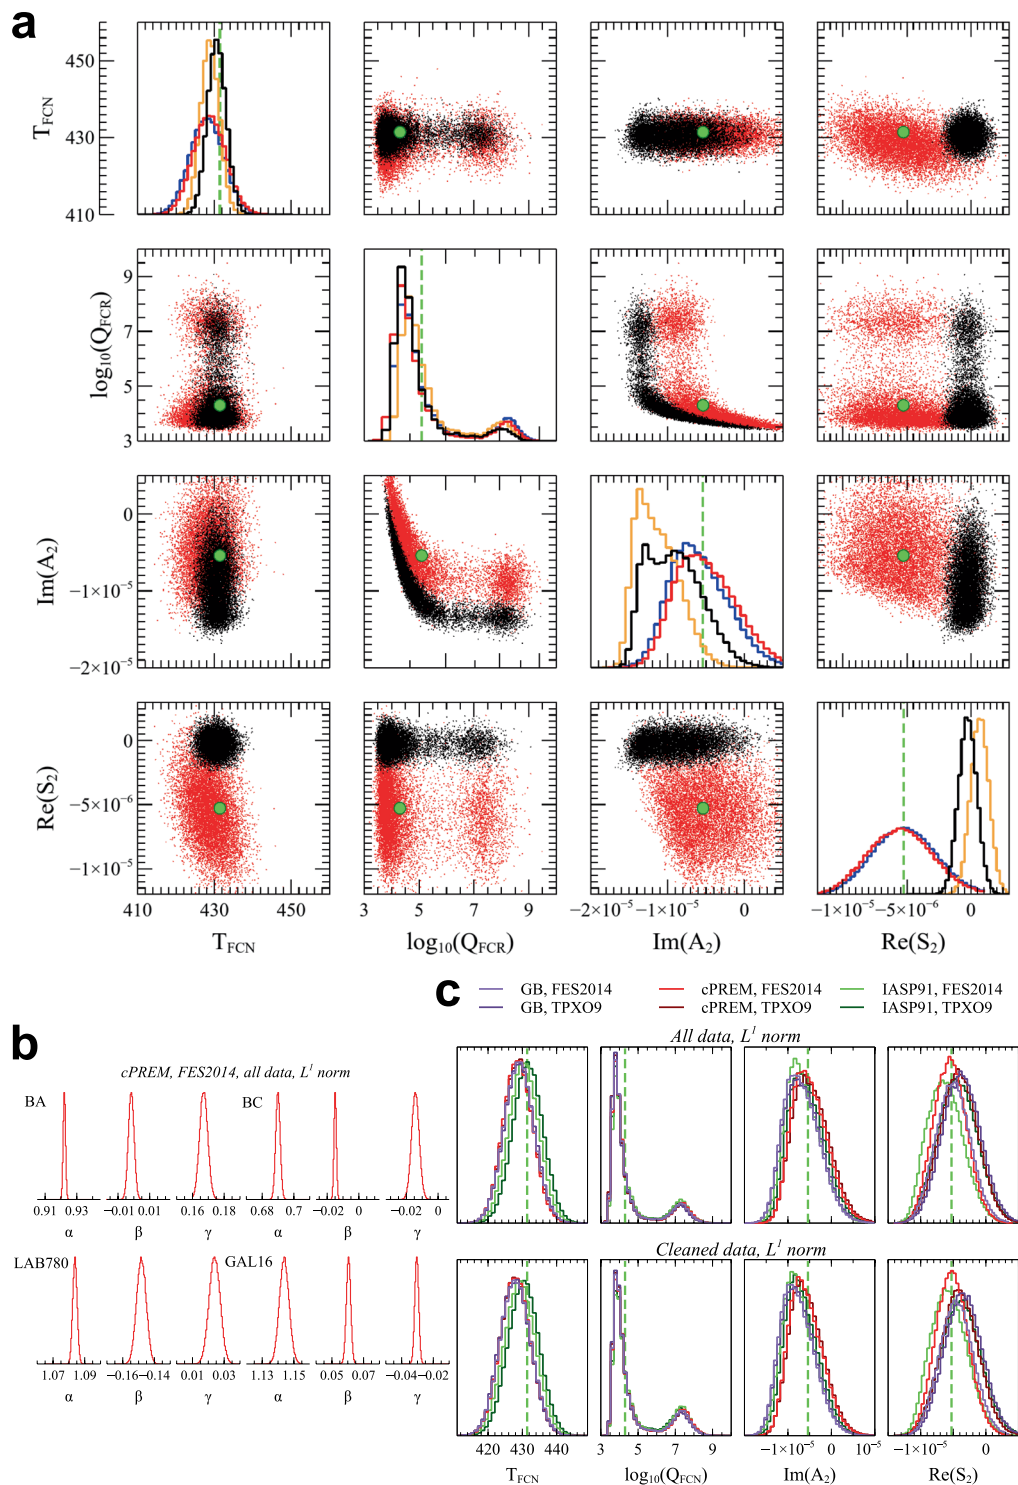 a
450
T_FCN
430
410
9
log₁₀(Q_FCR)
7
5
3
0
Im(A₂)
−1×10⁻⁵
−2×10⁻⁵
0
Re(S₂)
−5×10⁻⁶
−1×10⁻⁵
410 430 450 3 5 7 9 −2×10⁻⁵ −1×10⁻⁵ 0 −1×10⁻⁵ −5×10⁻⁶ 0
T_FCN log₁₀(Q_FCR) Im(A₂) Re(S₂)
c
GB, FES2014 cPREM, FES2014 IASP91, FES2014
GB, TPXO9 cPREM, TPXO9 IASP91, TPXO9
b
All data, L¹ norm
cPREM, FES2014, all data, L¹ norm
BA BC
0.91 0.93 −0.01 0.01 0.16 0.18 0.68 0.7 −0.02 0 −0.02 0
α β γ α β γ
Cleaned data, L¹ norm
LAB780 GAL16
1.07 1.09 −0.16 −0.14 0.01 0.03 1.13 1.15 0.05 0.07 −0.04 −0.02
α β γ α β γ
420 430 440 3 5 7 9 −1×10⁻⁵ 0 10⁻⁵ −1×10⁻⁵ 0
T_FCN log₁₀(Q_FCN) Im(A₂) Re(S₂)